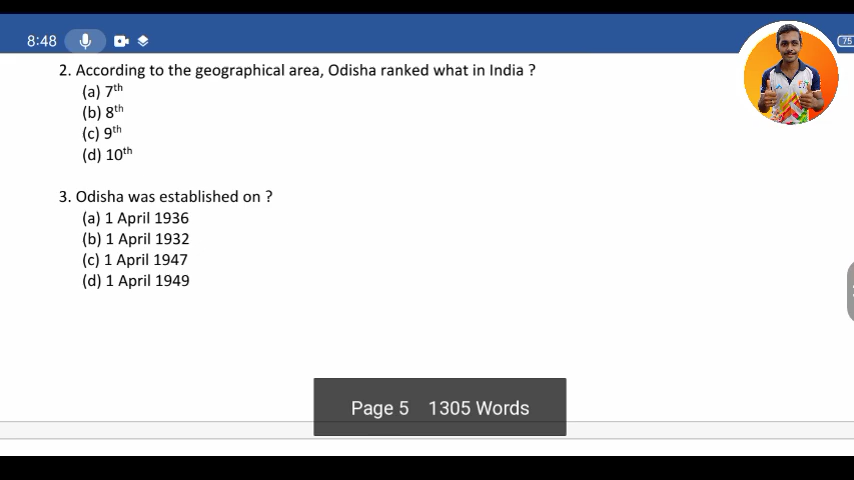 8:48
75
2. According to the geographical area, Odisha ranked what in India ?
(a) 7th
(b) 8th
(c) 9th
(d) 10th
3. Odisha was established on ?
(a) 1 April 1936
(b) 1 April 1932
(c) 1 April 1947
(d) 1 April 1949
Page 5 1305 Words